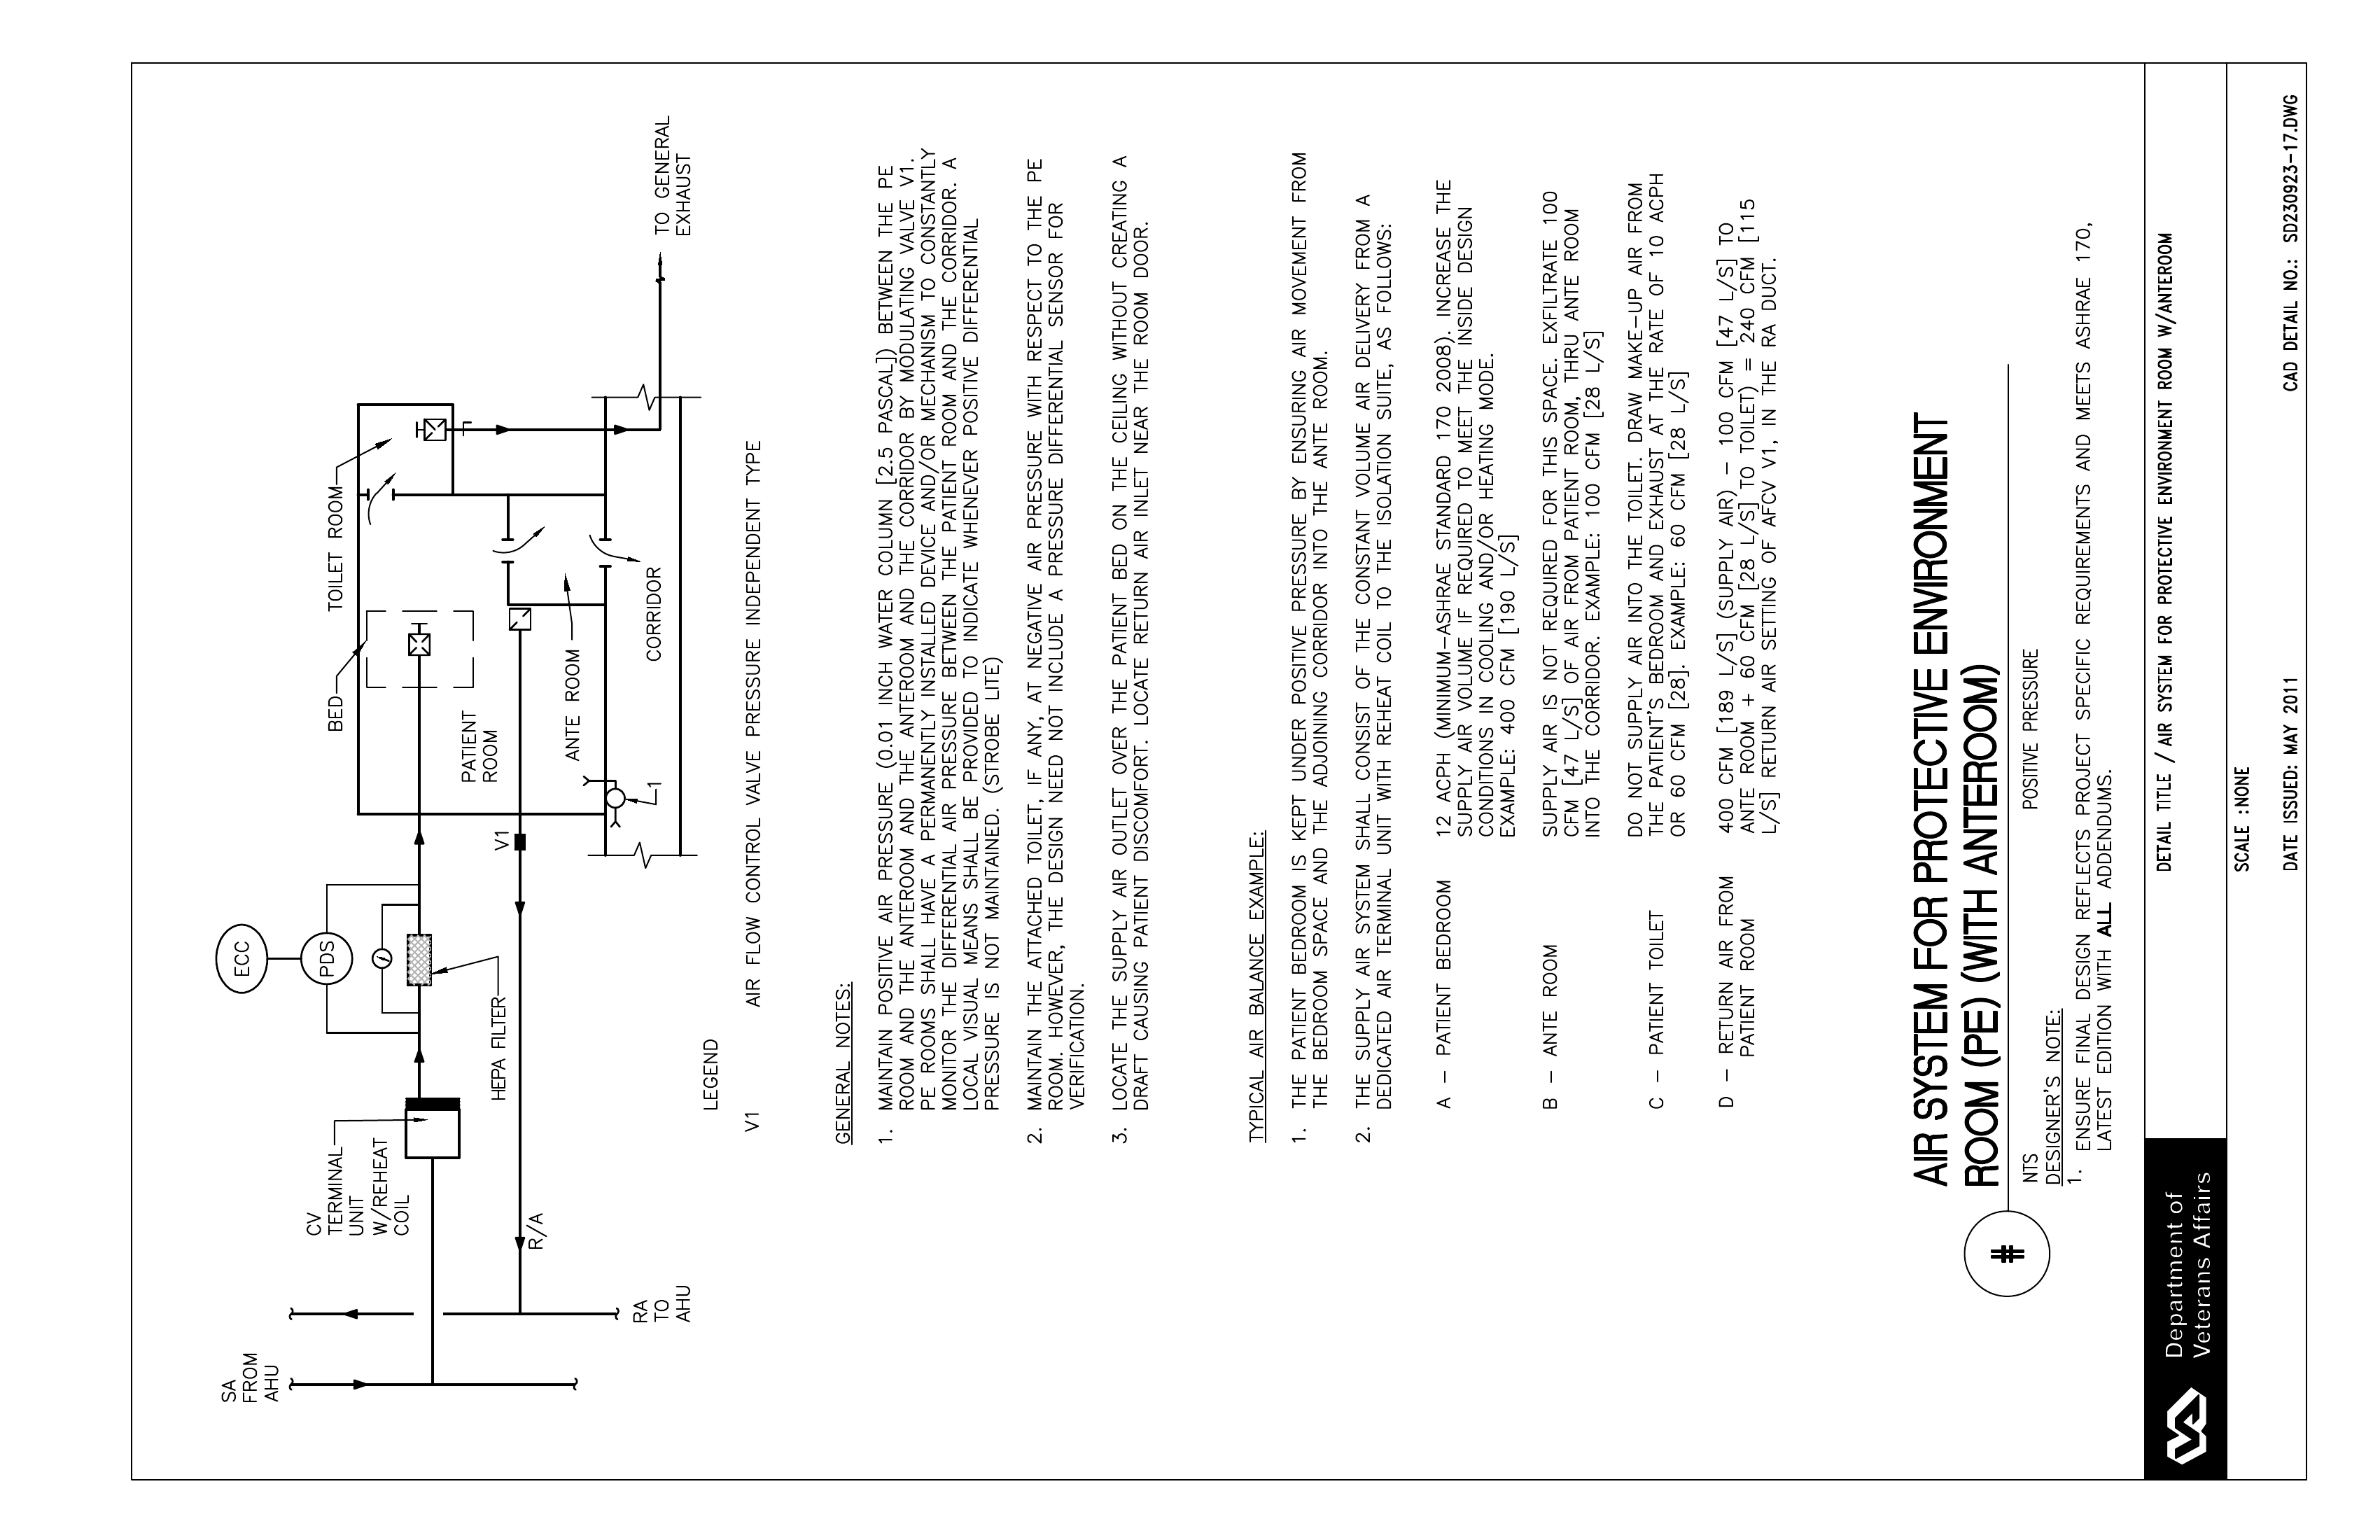 SA
FROM
AHU
RA
TO
AHU
R/A
CV
TERMINAL
UNIT
W/REHEAT
COIL
HEPA FILTER
ECC
PDS
V1
BED
PATIENT
ROOM
TOILET ROOM
ANTE ROOM
CORRIDOR
1
TO GENERAL
EXHAUST
LEGEND
V1 AIR FLOW CONTROL VALVE PRESSURE INDEPENDENT TYPE
GENERAL NOTES:
1. MAINTAIN POSITIVE AIR PRESSURE (0.01 INCH WATER COLUMN [2.5 PASCAL]) BETWEEN THE PE
ROOM AND THE ANTEROOM AND THE ANTEROOM AND THE CORRIDOR BY MODULATING VALVE V1.
PE ROOMS SHALL HAVE A PERMANENTLY INSTALLED DEVICE AND/OR MECHANISM TO CONSTANTLY
MONITOR THE DIFFERENTIAL AIR PRESSURE BETWEEN THE PATIENT ROOM AND THE CORRIDOR. A
LOCAL VISUAL MEANS SHALL BE PROVIDED TO INDICATE WHENEVER POSITIVE DIFFERENTIAL
PRESSURE IS NOT MAINTAINED. (STROBE LITE)
2. MAINTAIN THE ATTACHED TOILET, IF ANY, AT NEGATIVE AIR PRESSURE WITH RESPECT TO THE PE
ROOM. HOWEVER, THE DESIGN NEED NOT INCLUDE A PRESSURE DIFFERENTIAL SENSOR FOR
VERIFICATION.
3. LOCATE THE SUPPLY AIR OUTLET OVER THE PATIENT BED ON THE CEILING WITHOUT CREATING A
DRAFT CAUSING PATIENT DISCOMFORT. LOCATE RETURN AIR INLET NEAR THE ROOM DOOR.
TYPICAL AIR BALANCE EXAMPLE:
1. THE PATIENT BEDROOM IS KEPT UNDER POSITIVE PRESSURE BY ENSURING AIR MOVEMENT FROM
THE BEDROOM SPACE AND THE ADJOINING CORRIDOR INTO THE ANTE ROOM.
2. THE SUPPLY AIR SYSTEM SHALL CONSIST OF THE CONSTANT VOLUME AIR DELIVERY FROM A
DEDICATED AIR TERMINAL UNIT WITH REHEAT COIL TO THE ISOLATION SUITE, AS FOLLOWS:
A – PATIENT BEDROOM 12 ACPH (MINIMUM–ASHRAE STANDARD 170 2008). INCREASE THE
SUPPLY AIR VOLUME IF REQUIRED TO MEET THE INSIDE DESIGN
CONDITIONS IN COOLING AND/OR HEATING MODE.
EXAMPLE: 400 CFM [190 L/S]
B – ANTE ROOM SUPPLY AIR IS NOT REQUIRED FOR THIS SPACE. EXFILTRATE 100
CFM [47 L/S] OF AIR FROM PATIENT ROOM, THRU ANTE ROOM
INTO THE CORRIDOR. EXAMPLE: 100 CFM [28 L/S]
C – PATIENT TOILET DO NOT SUPPLY AIR INTO THE TOILET. DRAW MAKE–UP AIR FROM
THE PATIENT'S BEDROOM AND EXHAUST AT THE RATE OF 10 ACPH
OR 60 CFM [28]. EXAMPLE: 60 CFM [28 L/S]
D – RETURN AIR FROM 400 CFM [189 L/S] (SUPPLY AIR) – 100 CFM [47 L/S] TO
PATIENT ROOM ANTE ROOM + 60 CFM [28 L/S] TO TOILET) = 240 CFM [115
L/S] RETURN AIR SETTING OF AFCV V1, IN THE RA DUCT.
AIR SYSTEM FOR PROTECTIVE ENVIRONMENT
ROOM (PE) (WITH ANTEROOM)
#
NTS POSITIVE PRESSURE
DESIGNER'S NOTE:
1. ENSURE FINAL DESIGN REFLECTS PROJECT SPECIFIC REQUIREMENTS AND MEETS ASHRAE 170,
LATEST EDITION WITH ALL ADDENDUMS.
Department of
Veterans Affairs
DETAIL TITLE / AIR SYSTEM FOR PROTECTIVE ENVIRONMENT ROOM W/ANTEROOM
SCALE :NONE
DATE ISSUED: MAY 2011 CAD DETAIL NO.: SD230923-17.DWG